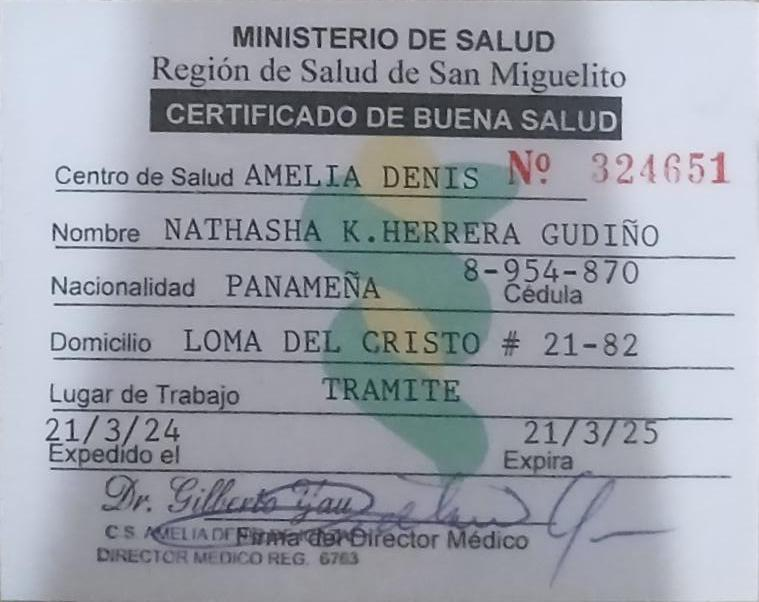 MINISTERIO DE SALUD
Región de Salud de San Miguelito
CERTIFICADO DE BUENA SALUD
Centro de Salud AMELIA DENIS Nº 324651
Nombre NATHASHA K.HERRERA GUDIÑO
Nacionalidad PANAMEÑA 8-954-870
Cédula
Domicilio LOMA DEL CRISTO # 21-82
Lugar de Trabajo TRAMITE
21/3/24 21/3/25
Expedido el Expira
Dr. Gilberto Yau
C.S. AMELIA DE
Firma del Director Médico
DIRECTOR MEDICO REG. 6763